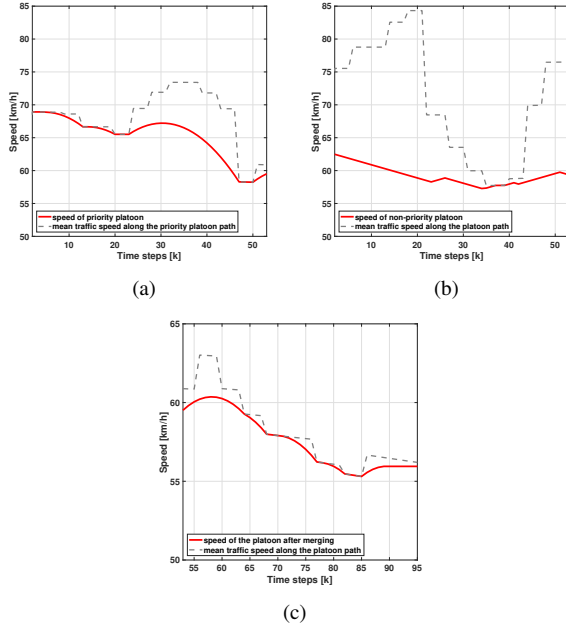 85
80
75
70
65
60
55
50
Speed [km/h]
10
20
30
40
50
Time steps [k]
speed of priority platoon
mean traffic speed along the priority platoon path
(a)
85
80
75
70
65
60
55
50
Speed [km/h]
10
20
30
40
50
Time steps [k]
speed of non-priority platoon
mean traffic speed along the platoon path
(b)
65
60
55
50
Speed [km/h]
55
60
65
70
75
80
85
90
95
Time steps [k]
speed of the platoon after merging
mean traffic speed along the platoon path
(c)